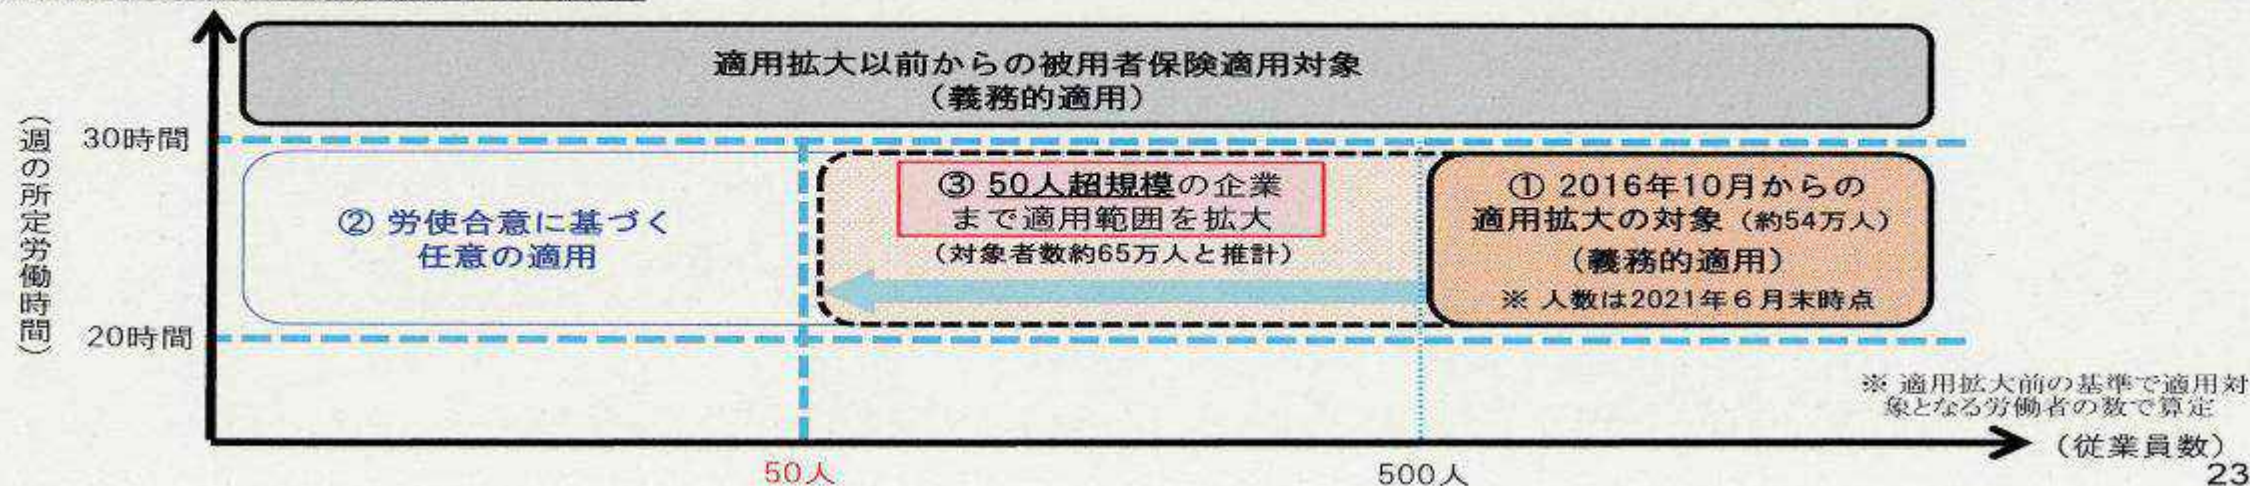 適用拡大以前からの被用者保険適用対象
（義務的適用）
（週の所定労働時間）
30時間
20時間
② 労使合意に基づく
任意の適用
③ 50人超規模の企業
まで適用範囲を拡大
（対象者数約65万人と推計）
① 2016年10月からの
適用拡大の対象（約54万人）
（義務的適用）
※ 人数は2021年６月末時点
※ 適用拡大前の基準で適用対
象となる労働者の数で算定
（従業員数）
50人
500人
23